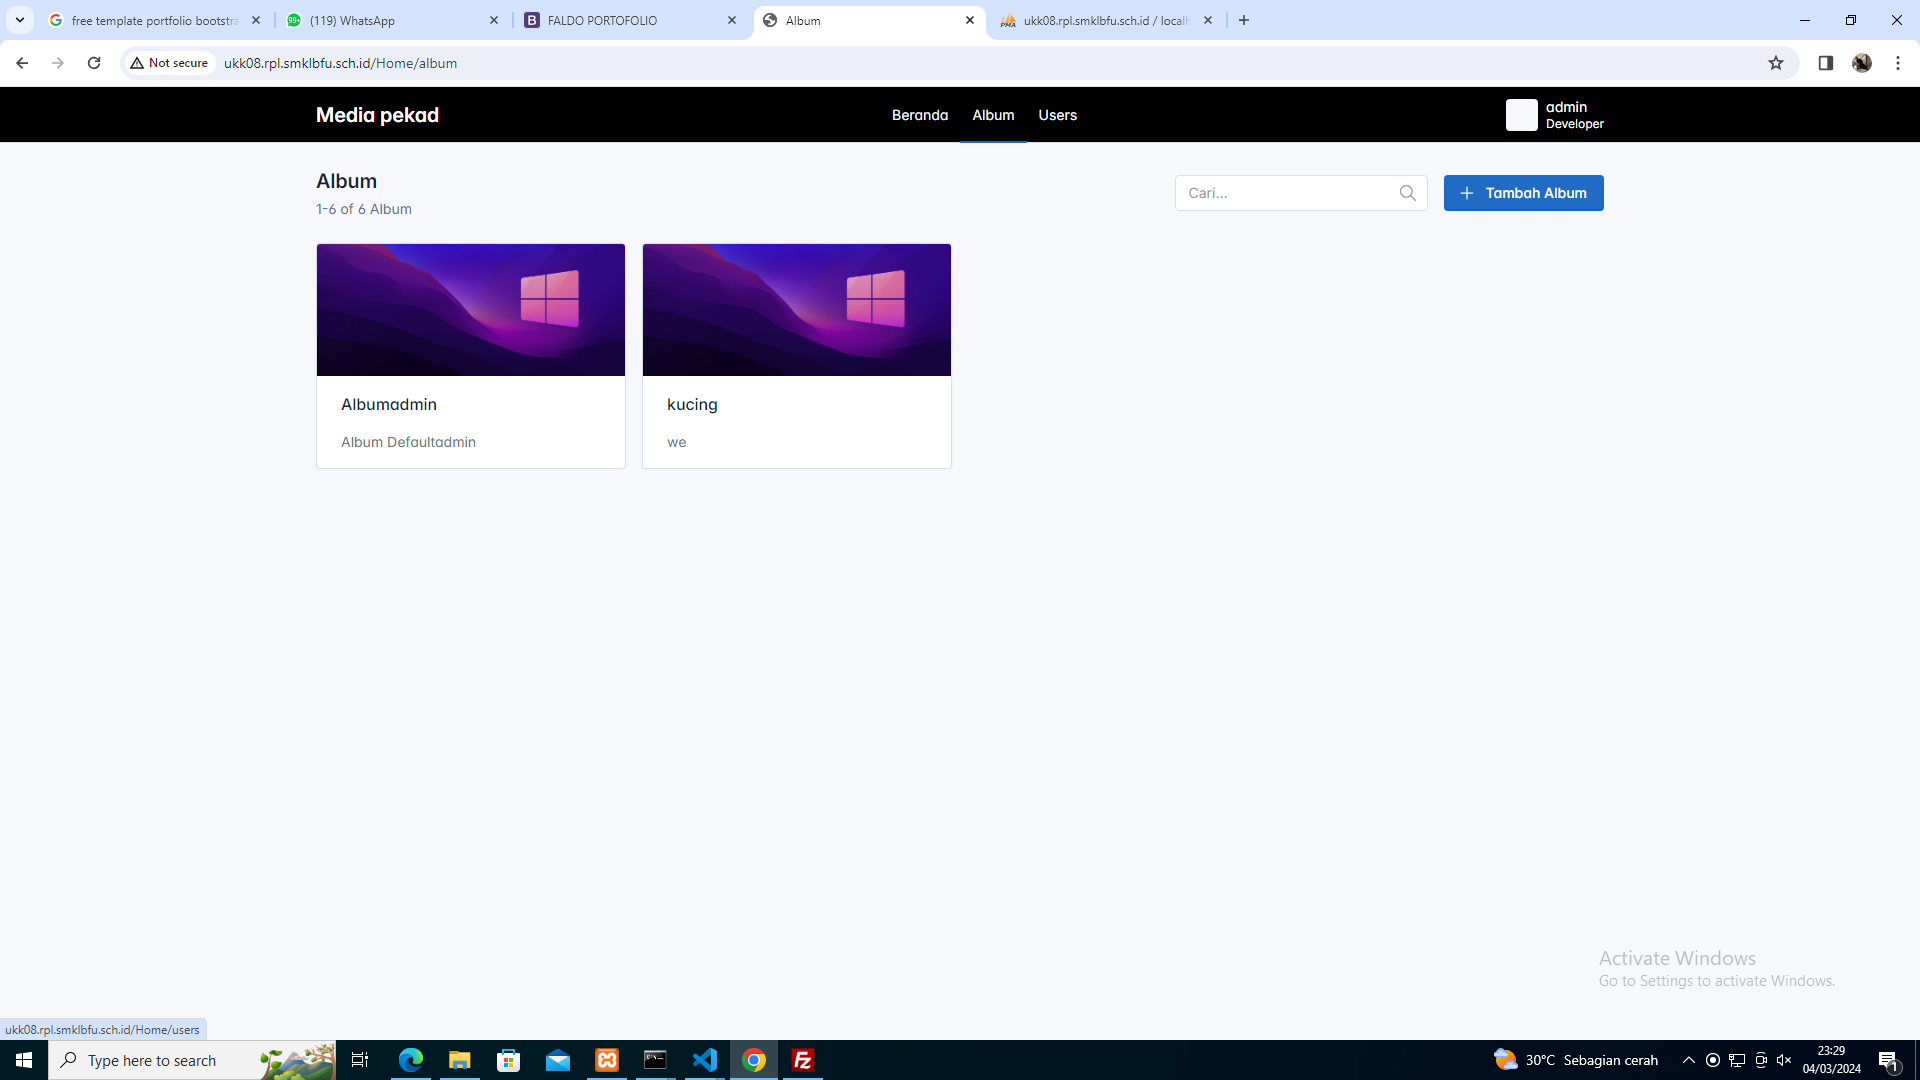 free template portfolio bootstra
(119) WhatsApp
FALDO PORTOFOLIO
Album
ukk08.rpl.smklbfu.sch.id / localh
Not secure
ukk08.rpl.smklbfu.sch.id/Home/album
Media pekad
Beranda
Album
Users
admin
Developer
Album
1-6 of 6 Album
Cari...
Tambah Album
Albumadmin
Album Defaultadmin
kucing
we
Activate Windows
Go to Settings to activate Windows.
ukk08.rpl.smklbfu.sch.id/Home/users
Type here to search
30°C Sebagian cerah
23:29
04/03/2024
1